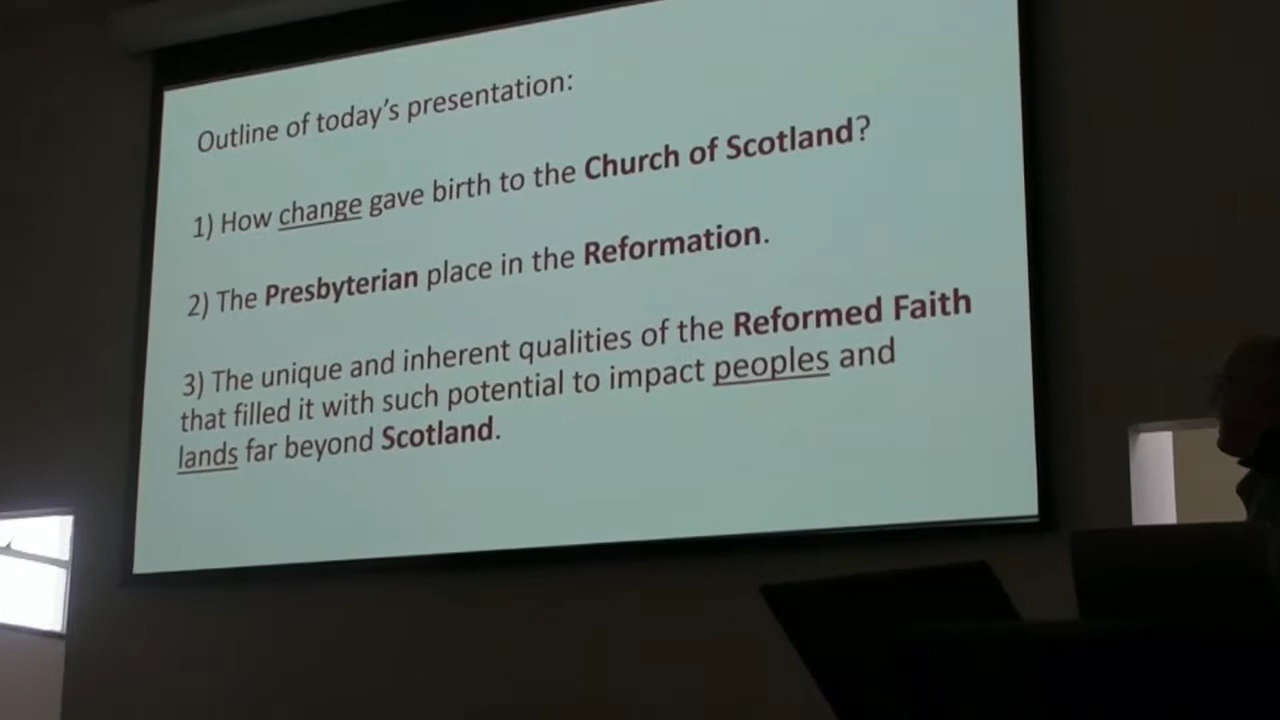 Outline of today's presentation:
1) How change gave birth to the Church of Scotland?
2) The Presbyterian place in the Reformation.
3) The unique and inherent qualities of the Reformed Faith
that filled it with such potential to impact peoples and
lands far beyond Scotland.